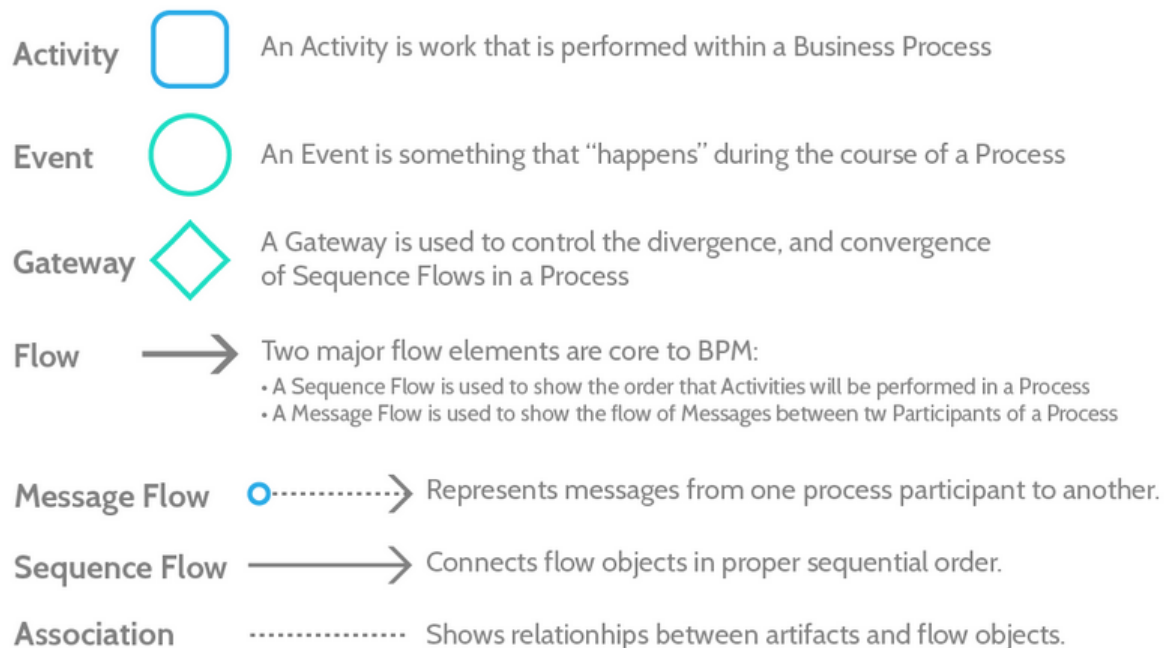 Activity An Activity is work that is performed within a Business Process
Event An Event is something that “happens” during the course of a Process
Gateway A Gateway is used to control the divergence, and convergence
of Sequence Flows in a Process
Flow Two major flow elements are core to BPM:
• A Sequence Flow is used to show the order that Activities will be performed in a Process
• A Message Flow is used to show the flow of Messages between tw Participants of a Process
Message Flow Represents messages from one process participant to another.
Sequence Flow Connects flow objects in proper sequential order.
Association Shows relationhips between artifacts and flow objects.